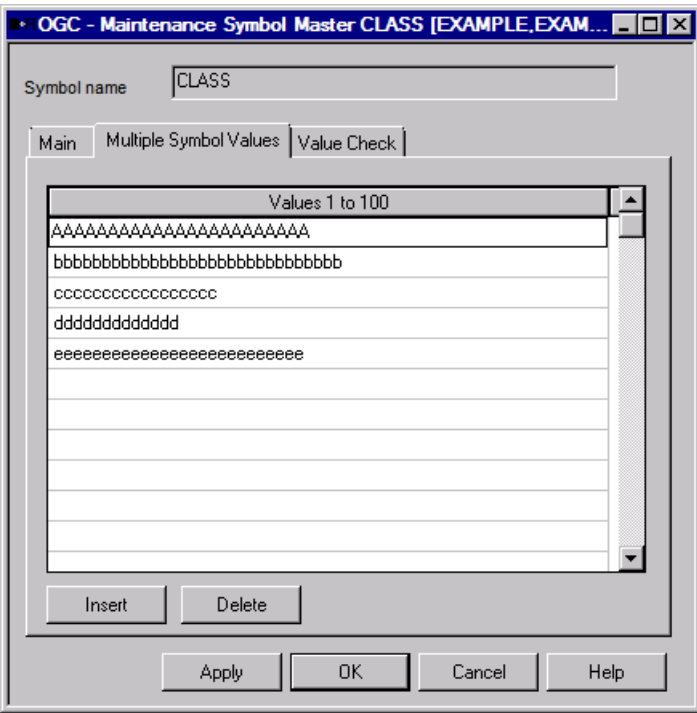 OGC - Maintenance Symbol Master CLASS [EXAMPLE,EXAM...
Symbol name CLASS
Main Multiple Symbol Values Value Check
Values 1 to 100
AAAAAAAAAAAAAAAAAAAAAAA
bbbbbbbbbbbbbbbbbbbbbbbbbbbbbb
ccccccccccccccccc
ddddddddddddd
eeeeeeeeeeeeeeeeeeeeeeeeee
Insert Delete
Apply OK Cancel Help